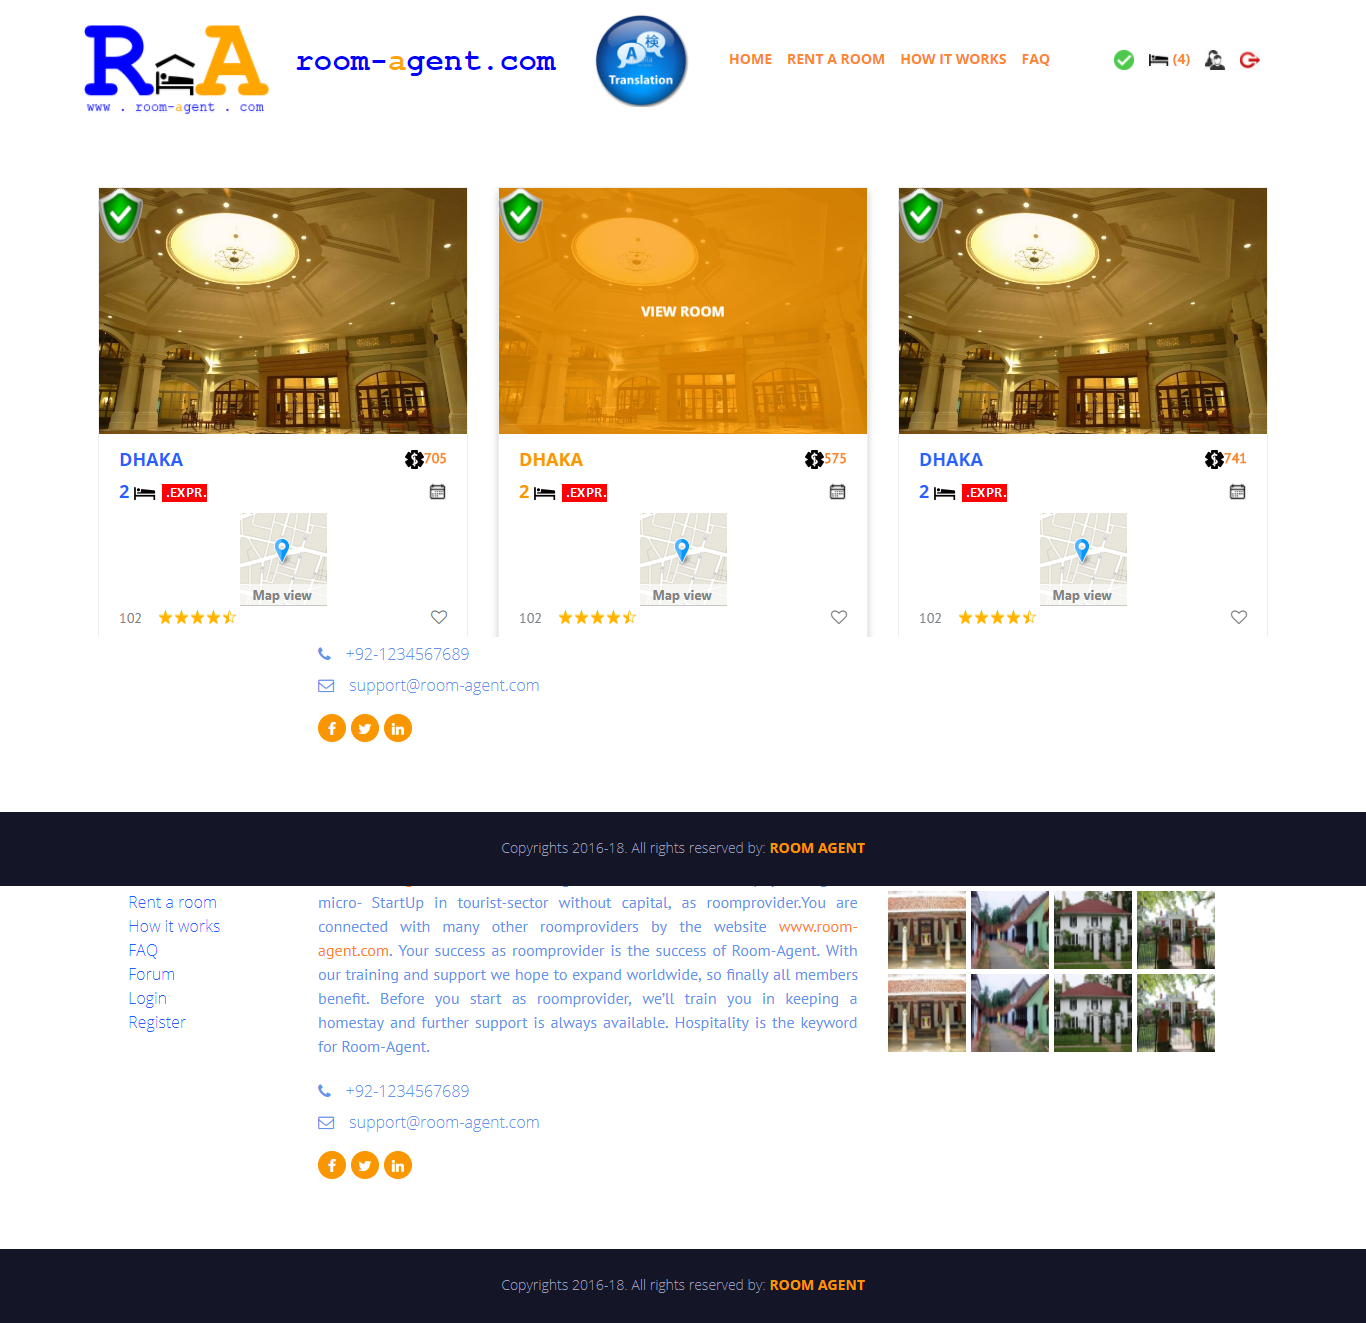 R A
www . room-agent . com
room-agent.com
A 検
Translation
HOME RENT A ROOM HOW IT WORKS FAQ
(4)
VIEW ROOM
DHAKA 705
2 .EXPR.
Map view
102
DHAKA 575
2 .EXPR.
Map view
102
DHAKA 741
2 .EXPR.
Map view
102
+92-1234567689
support@room-agent.com
Copyrights 2016-18. All rights reserved by: ROOM AGENT
Rent a room
How it works
FAQ
Forum
Login
Register
micro- StartUp in tourist-sector without capital, as roomprovider.You are
connected with many other roomproviders by the website www.room-
agent.com. Your success as roomprovider is the success of Room-Agent. With
our training and support we hope to expand worldwide, so finally all members
benefit. Before you start as roomprovider, we'll train you in keeping a
homestay and further support is always available. Hospitality is the keyword
for Room-Agent.
+92-1234567689
support@room-agent.com
Copyrights 2016-18. All rights reserved by: ROOM AGENT